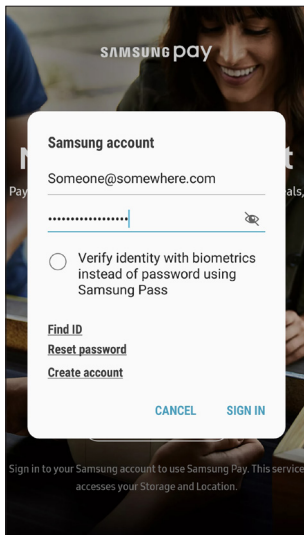 SAMSUNG pay
Samsung account
Pay
als,
Someone@somewhere.com
••••••••••••••••••
Verify identity with biometrics
instead of password using
Samsung Pass
Find ID
Reset password
Create account
CANCEL SIGN IN
Sign in to your Samsung account to use Samsung Pay. This service
accesses your Storage and Location.